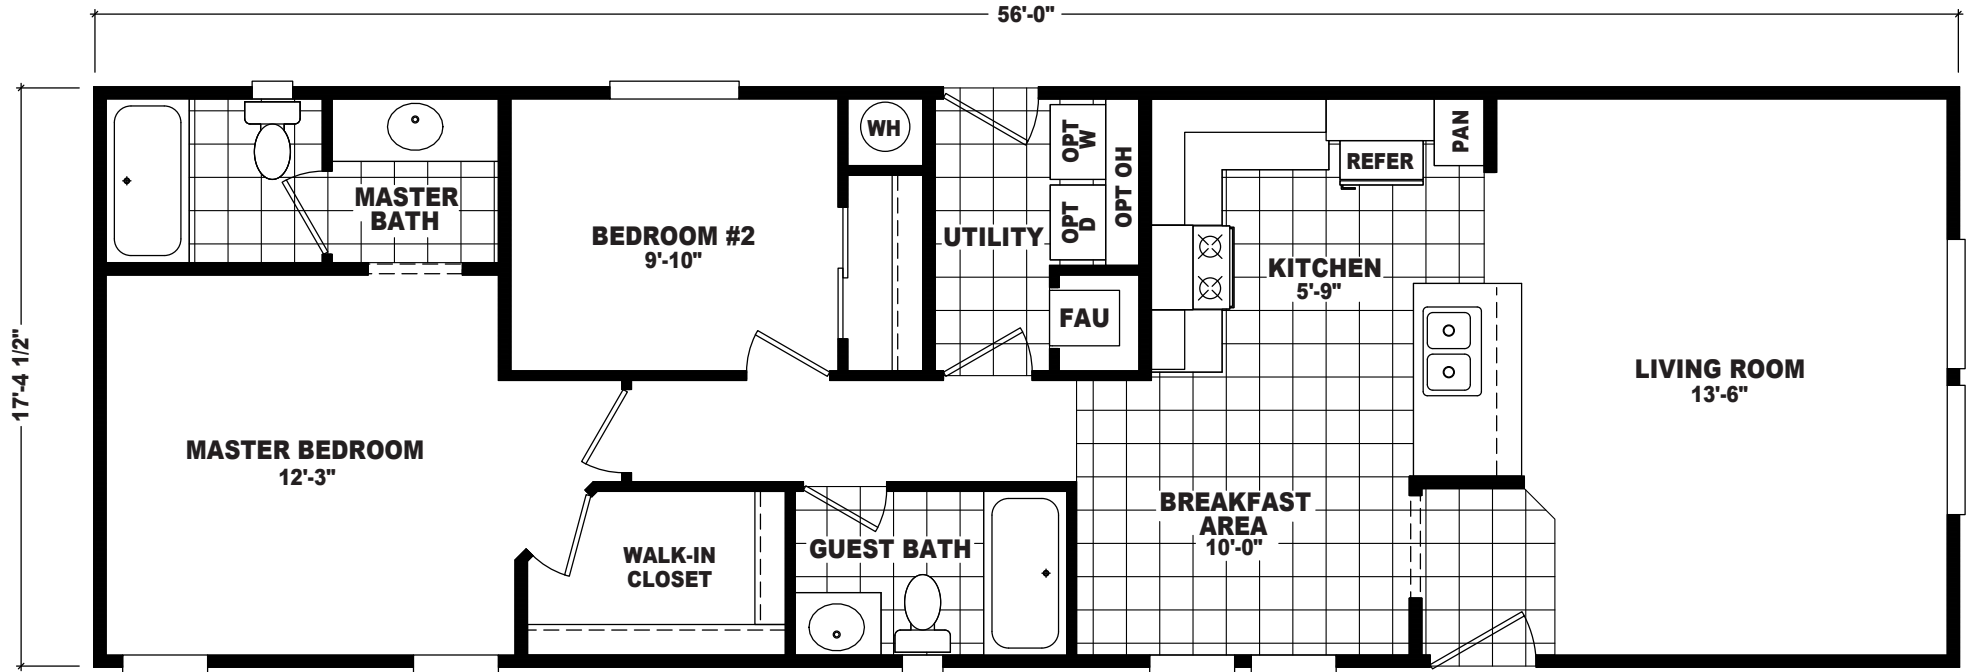 56'-0"
17'-4 1/2"
MASTER
BATH
BEDROOM #2
9'-10"
WH
UTILITY
OPT
W
OPT
D
OPT OH
FAU
REFER
PAN
KITCHEN
5'-9"
LIVING ROOM
13'-6"
MASTER BEDROOM
12'-3"
WALK-IN
CLOSET
GUEST BATH
BREAKFAST
AREA
10'-0"